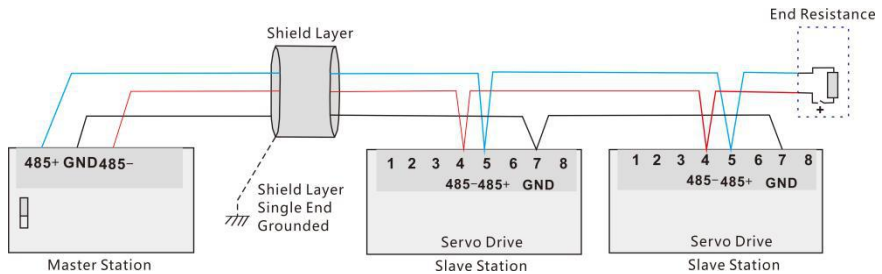 End Resistance
Shield Layer
+
485+ GND 485−
1 2 3 4 5 6 7 8
485− 485+ GND
1 2 3 4 5 6 7 8
485− 485+ GND
Shield Layer
Single End
Grounded
Servo Drive
Servo Drive
Master Station
Slave Station
Slave Station